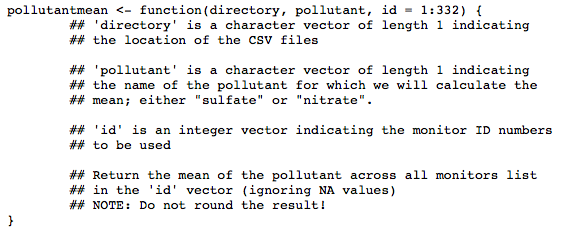 pollutantmean <- function(directory, pollutant, id = 1:332) {
        ## 'directory' is a character vector of length 1 indicating
        ## the location of the CSV files

        ## 'pollutant' is a character vector of length 1 indicating
        ## the name of the pollutant for which we will calculate the
        ## mean; either "sulfate" or "nitrate".

        ## 'id' is an integer vector indicating the monitor ID numbers
        ## to be used

        ## Return the mean of the pollutant across all monitors list
        ## in the 'id' vector (ignoring NA values)
        ## NOTE: Do not round the result!
}